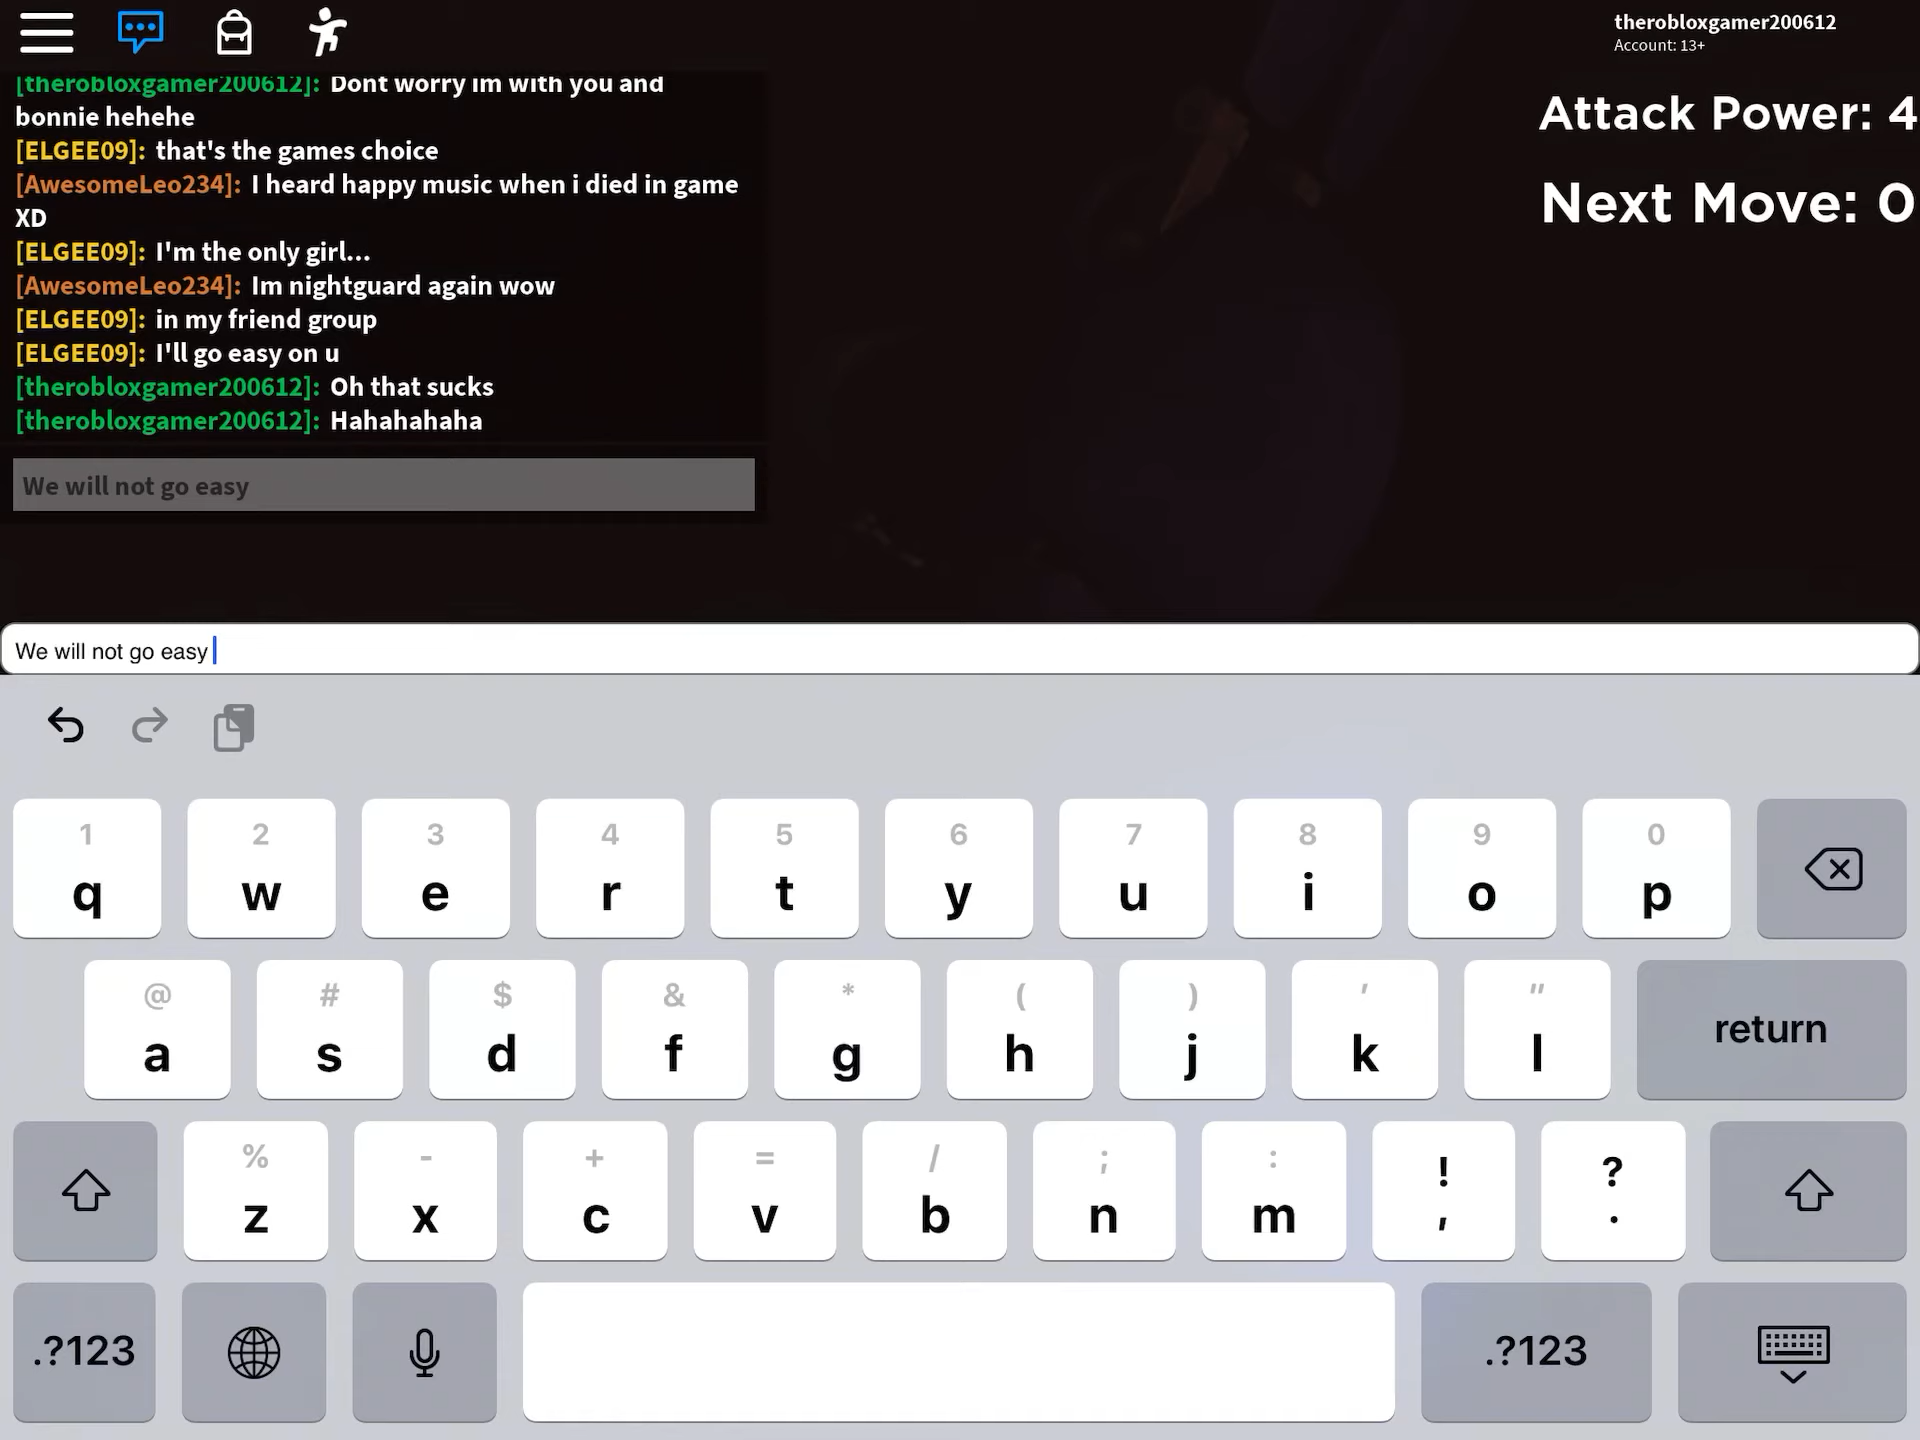 therobloxgamer200612
Account: 13+
[therobloxgamer200612]: Dont worry im with you and
bonnie hehehe
[ELGEE09]: that's the games choice
[AwesomeLeo234]: I heard happy music when i died in game
XD
[ELGEE09]: I'm the only girl...
[AwesomeLeo234]: Im nightguard again wow
[ELGEE09]: in my friend group
[ELGEE09]: I'll go easy on u
[therobloxgamer200612]: Oh that sucks
[therobloxgamer200612]: Hahahahaha
We will not go easy
Attack Power: 4
Next Move: 0
We will not go easy
1 2 3 4 5 6 7 8 9 0
q w e r t y u i o p
@ # $ & * ( ) ' "
a s d f g h j k l return
% - + = / ; : ! ?
z x c v b n m , .
.?123 .?123